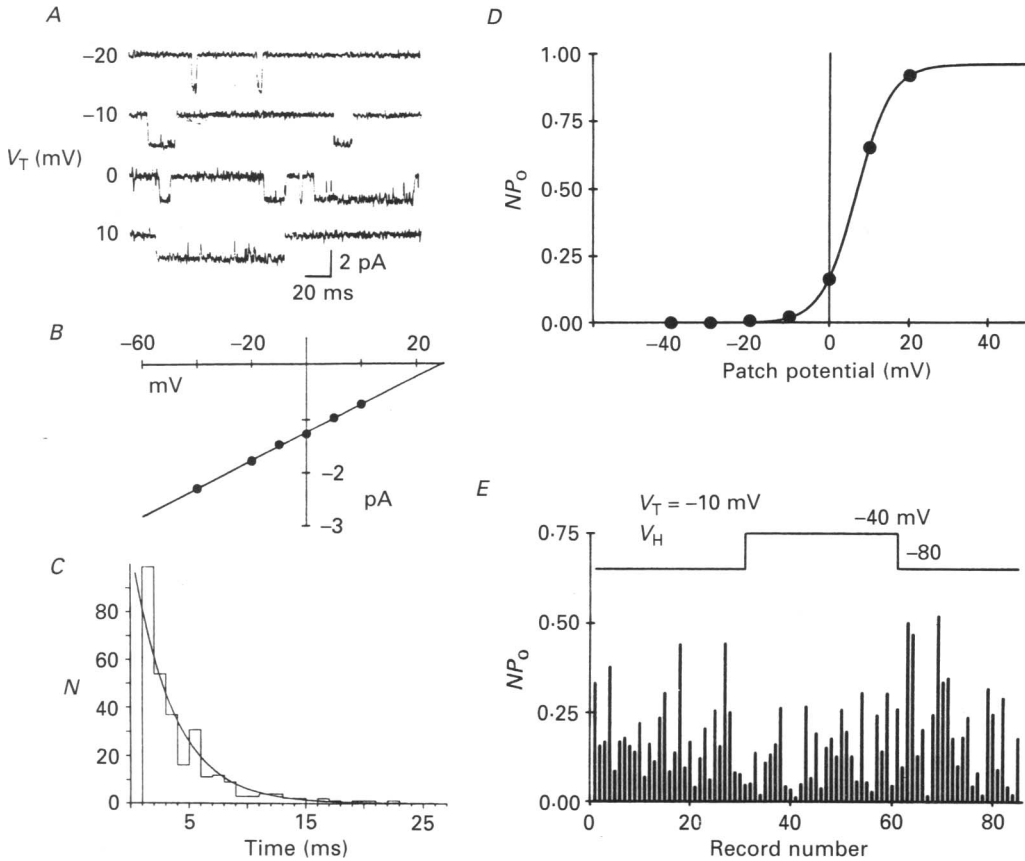 A
−20
−10
V_T (mV)
0
10
2 pA
20 ms
B
−60
−20
20
mV
−2
pA
−3
C
80
60
N
40
20
0
5
15
25
Time (ms)
D
1·00
0·75
NP_o
0·50
0·25
0·00
−40
−20
0
20
40
Patch potential (mV)
E
V_T = −10 mV
−40 mV
V_H
−80
0·75
0·50
NP_o
0·25
0·00
0
20
40
60
80
Record number